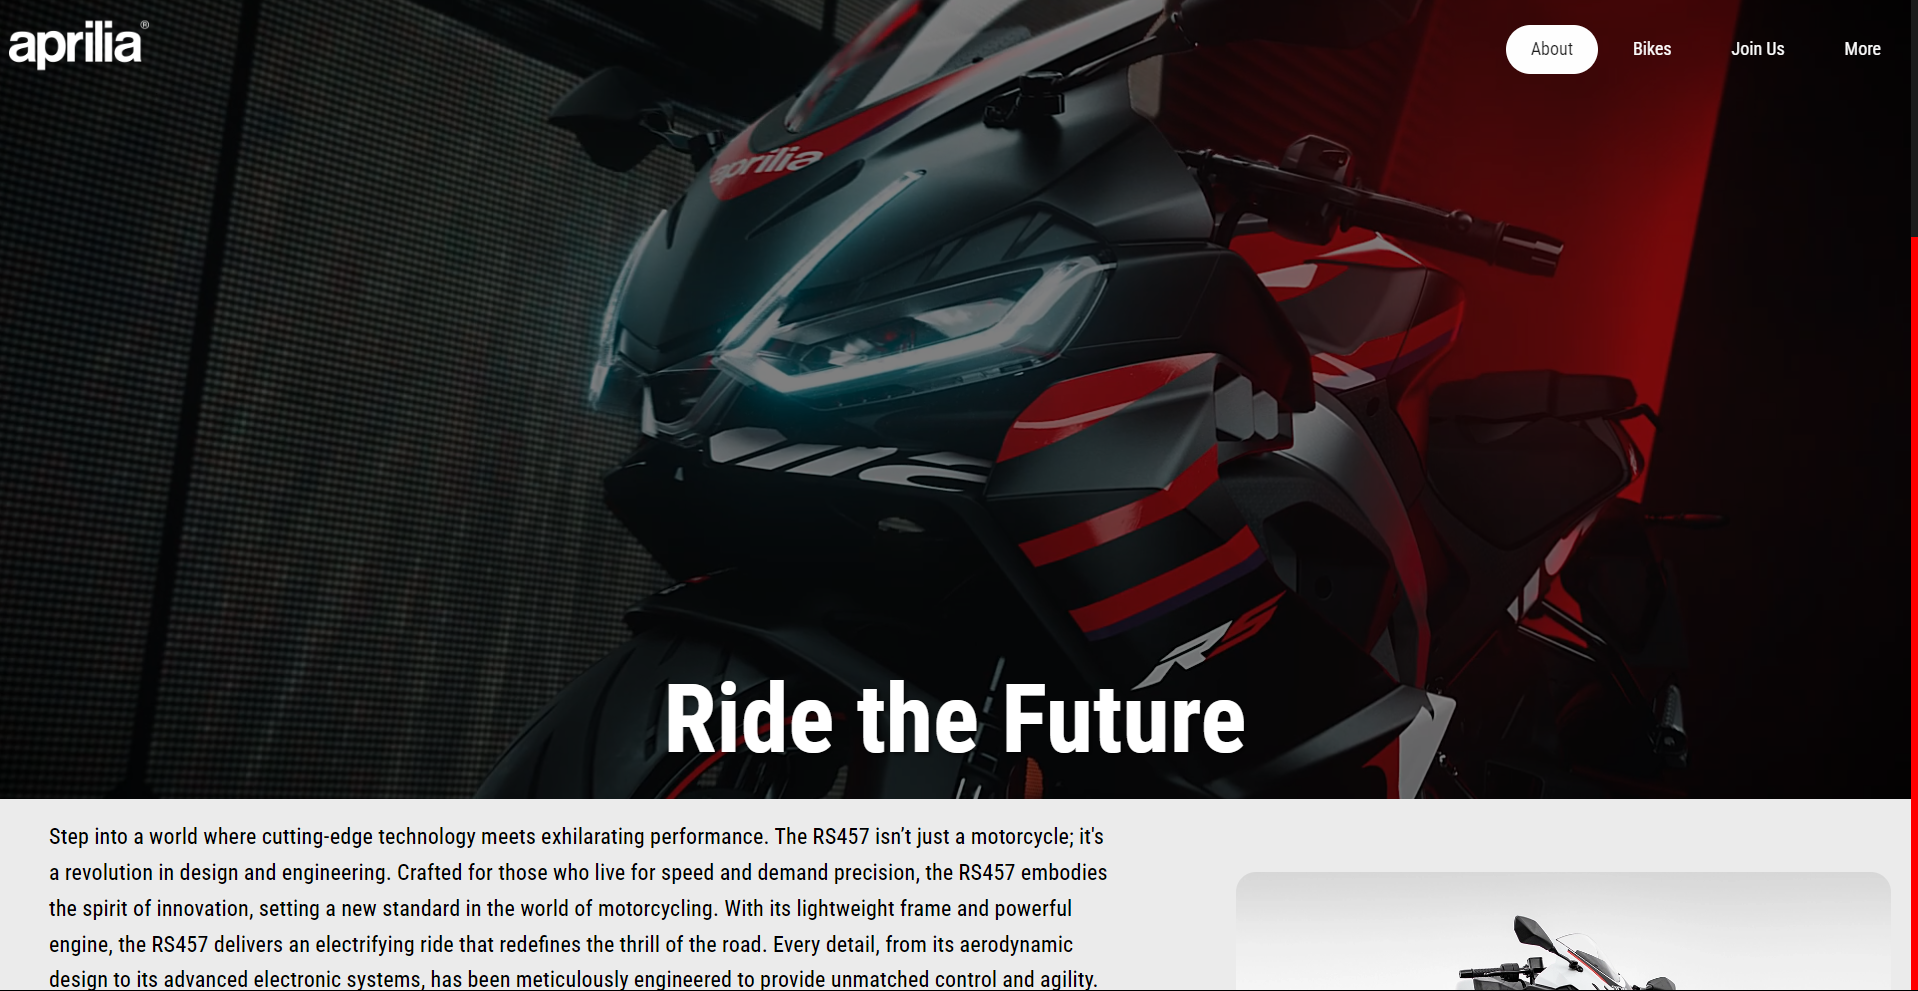 aprilia®
About Bikes Join Us More
aprilia
RS
Ride the Future
Step into a world where cutting-edge technology meets exhilarating performance. The RS457 isn’t just a motorcycle; it's
a revolution in design and engineering. Crafted for those who live for speed and demand precision, the RS457 embodies
the spirit of innovation, setting a new standard in the world of motorcycling. With its lightweight frame and powerful
engine, the RS457 delivers an electrifying ride that redefines the thrill of the road. Every detail, from its aerodynamic
design to its advanced electronic systems, has been meticulously engineered to provide unmatched control and agility.